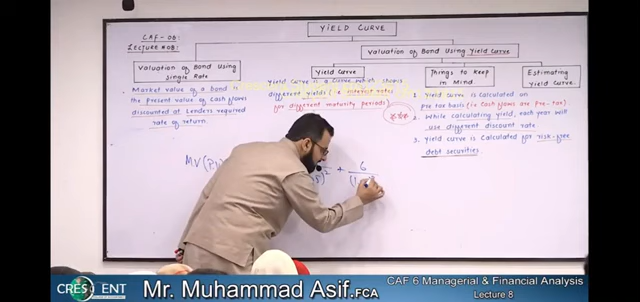 YIELD CURVE
CAF-06:
LECTURE #08:
Valuation of Bond Using Single Rate
Valuation of Bond Using Yield Curve
Yield Curve
Things to Keep in Mind
Estimating Yield Curve
Market value of a bond is
the present value of cash flows
discounted at Lenders required
rate of return.
Yield Curve is a Curve which shows
different yields (i.e interest rates
for different maturity periods)
1. Yield curve is calculated on
Pre tax basis (ie Cash flows are Pre-tax)
***
2. While calculating yield, each year will
use different discount rate
3. Yield curve is calculated for risk-free
debt securities.
MV (P
)2 + 6
(1.
CRESCENT
Mr. Muhammad Asif.FCA
CAF 6 Managerial & Financial Analysis
Lecture 8